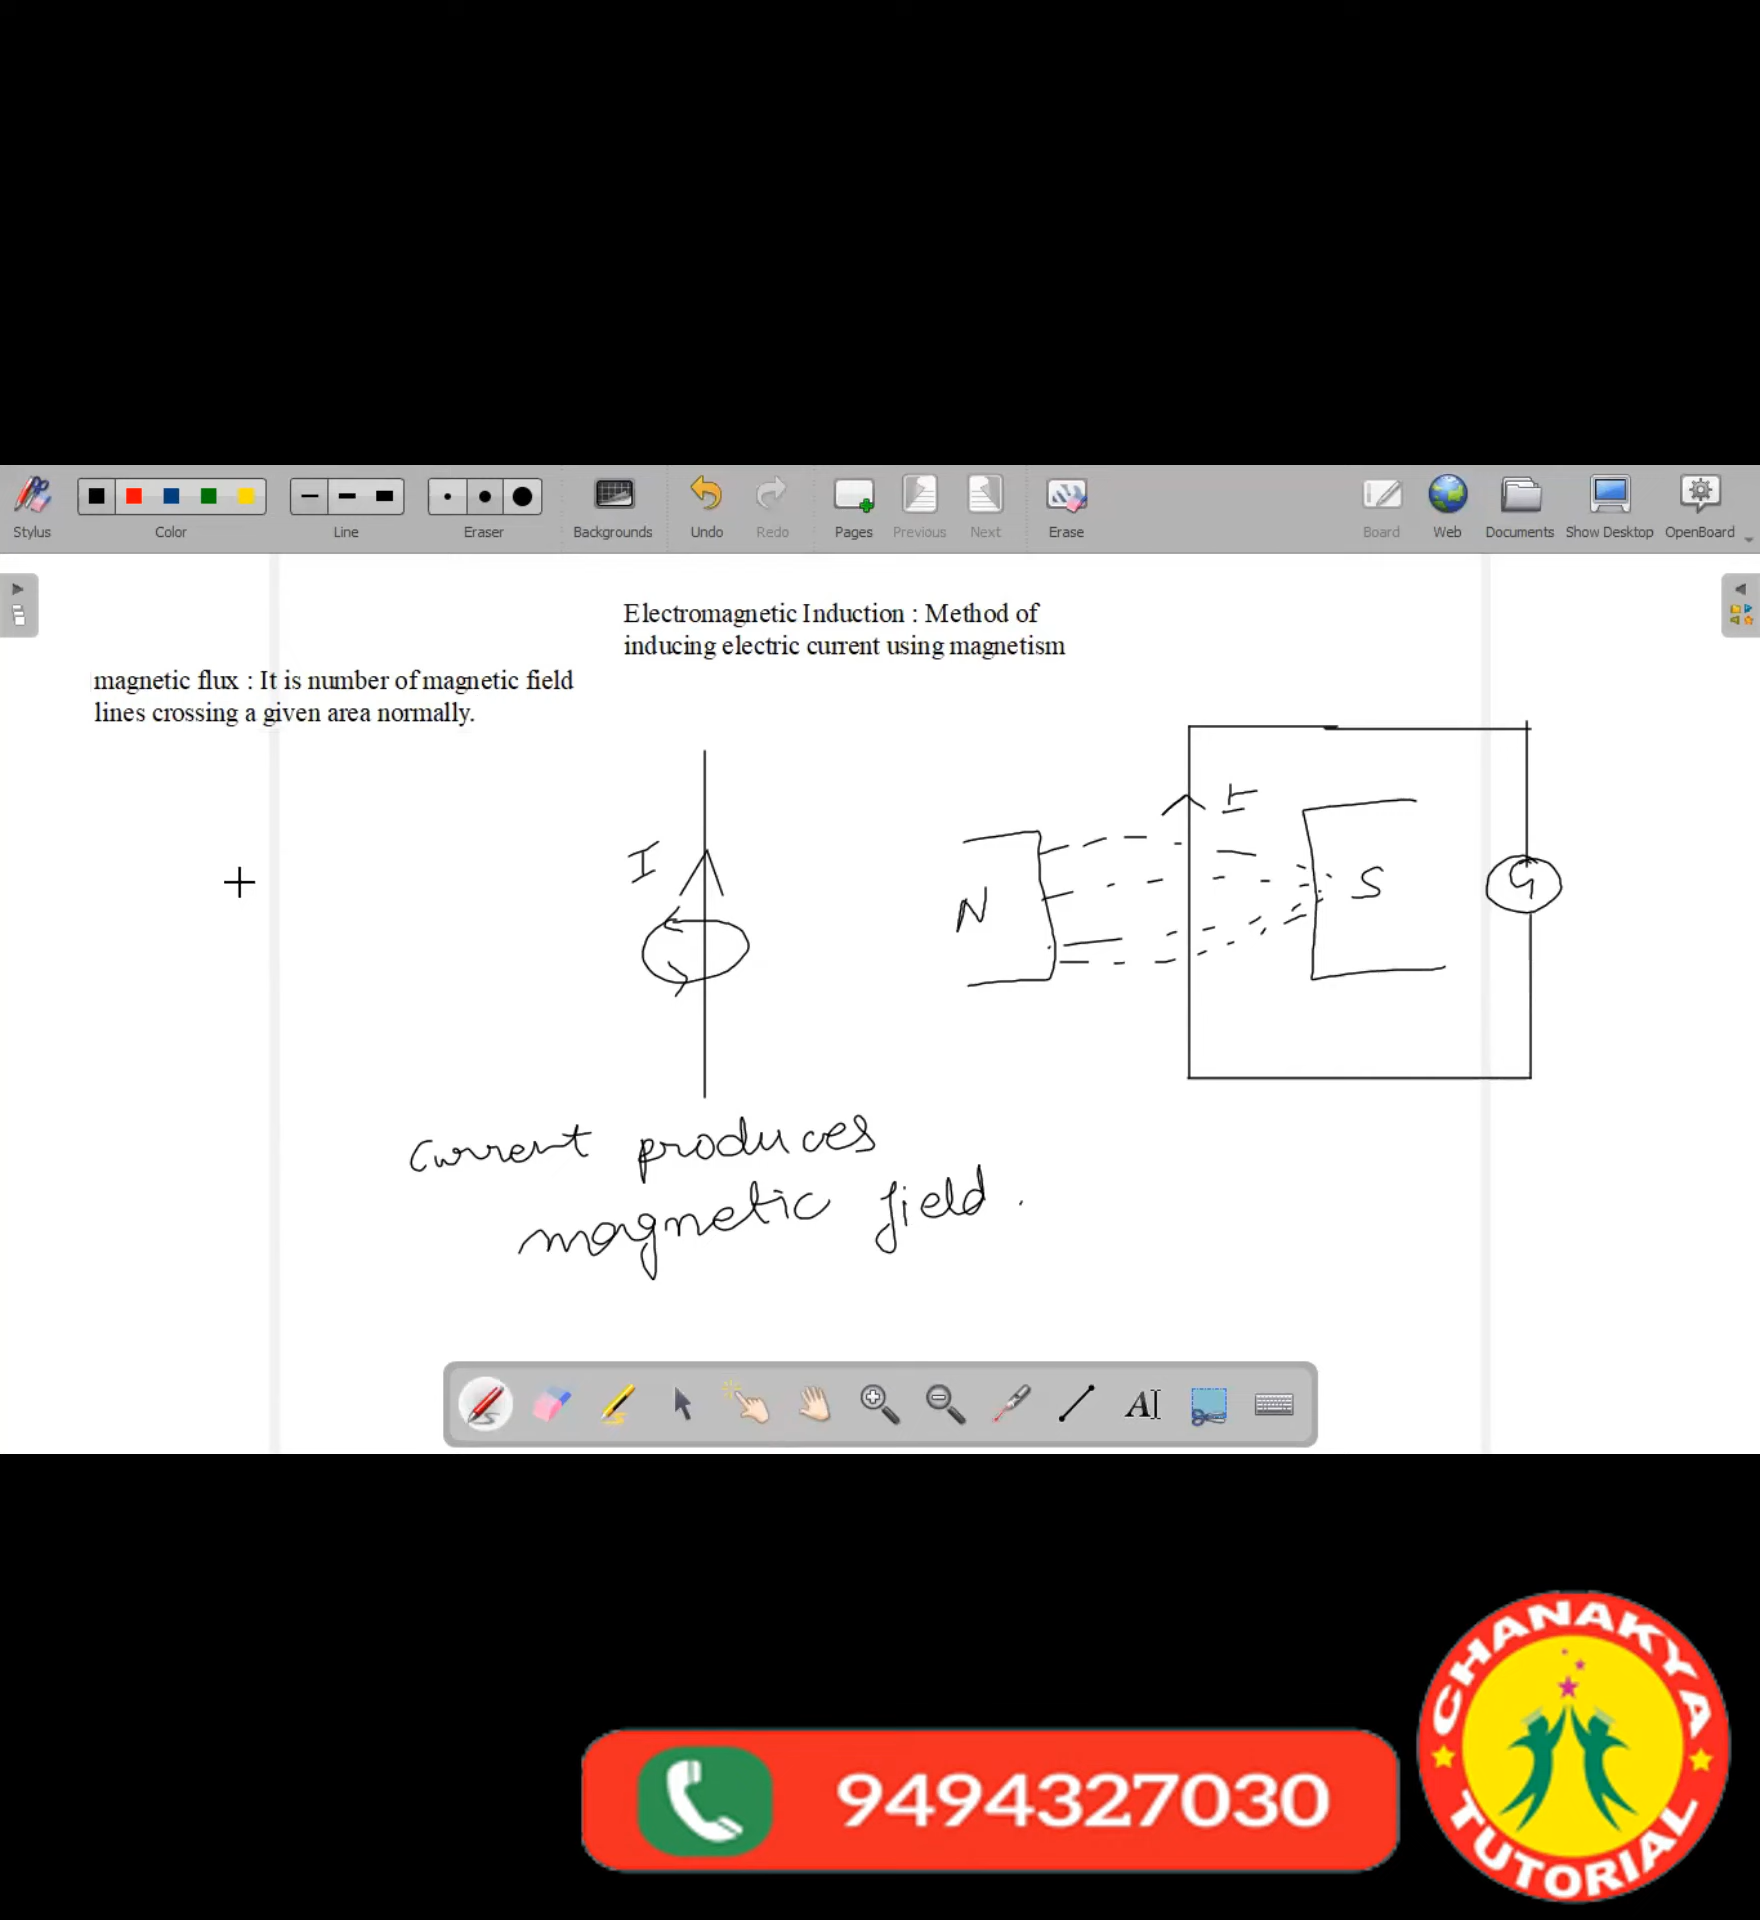 Stylus
Color
Line
Eraser
Backgrounds
Undo
Redo
Pages
Previous
Next
Erase
Board
Web
Documents
Show Desktop
OpenBoard
Electromagnetic Induction : Method of
inducing electric current using magnetism
magnetic flux : It is number of magnetic field
lines crossing a given area normally.
I
N
S
G
current produces
magnetic field.
CHANAKYA
TUTORIAL
9494327030